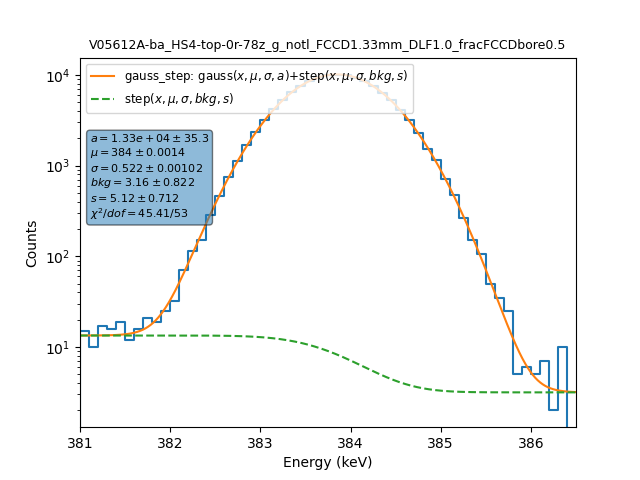 V05612A-ba_HS4-top-0r-78z_g_notl_FCCD1.33mm_DLF1.0_fracFCCDbore0.5
gauss_step: gauss(x, μ, σ, a)+step(x, μ, σ, bkg, s)
step(x, μ, σ, bkg, s)
a = 1.33e + 04 ± 35.3
μ = 384 ± 0.0014
σ = 0.522 ± 0.00102
bkg = 3.16 ± 0.822
s = 5.12 ± 0.712
χ²/dof = 45.41/53
10⁴
10³
10²
10¹
Counts
381 382 383 384 385 386
Energy (keV)